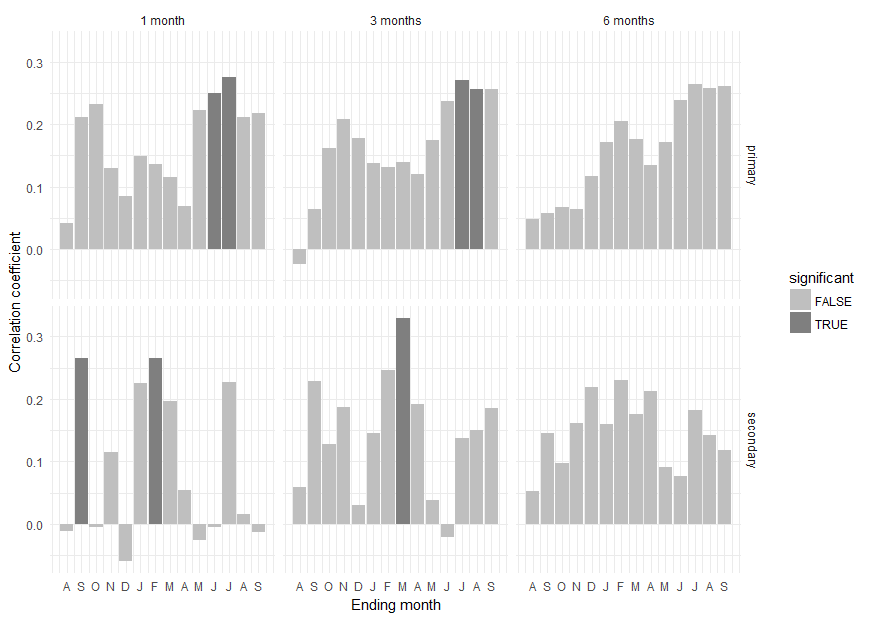 1 month
3 months
6 months
0.3
0.2
0.1
0.0
primary
0.3
0.2
0.1
0.0
secondary
Correlation coefficient
A S O N D J F M A M J J A S
A S O N D J F M A M J J A S
A S O N D J F M A M J J A S
Ending month
significant
FALSE
TRUE